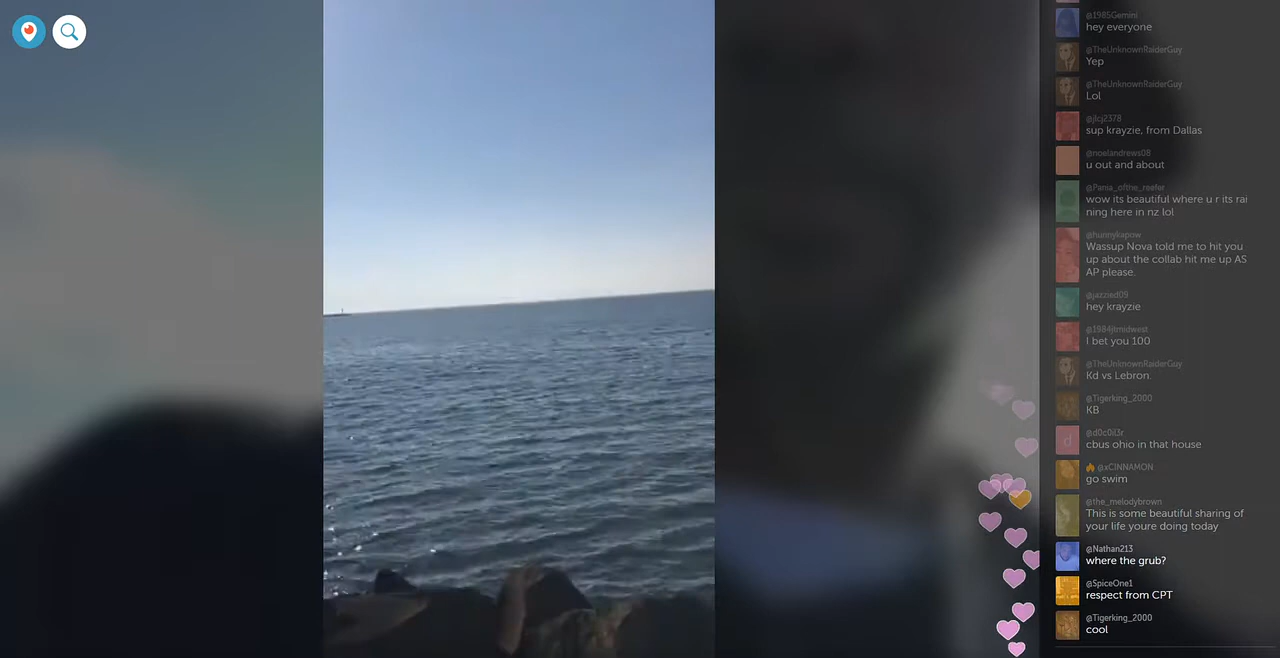 @1985Gemini
hey everyone
@TheUnknownRaiderGuy
Yep
@TheUnknownRaiderGuy
Lol
@jlcj2378
sup krayzie, from Dallas
@noelandrews08
u out and about
@Pania_ofthe_reefer
wow its beautiful where u r its rai
ning here in nz lol
@hunnykapow
Wassup Nova told me to hit you
up about the collab hit me up AS
AP please.
@jazzied09
hey krayzie
@1984jtmidwest
I bet you 100
@TheUnknownRaiderGuy
Kd vs Lebron.
@Tigerking_2000
KB
@d0c0il3r
cbus ohio in that house
@xCINNAMON
go swim
@the_melodybrown
This is some beautiful sharing of
your life youre doing today
@Nathan213
where the grub?
@SpiceOne1
respect from CPT
@Tigerking_2000
cool